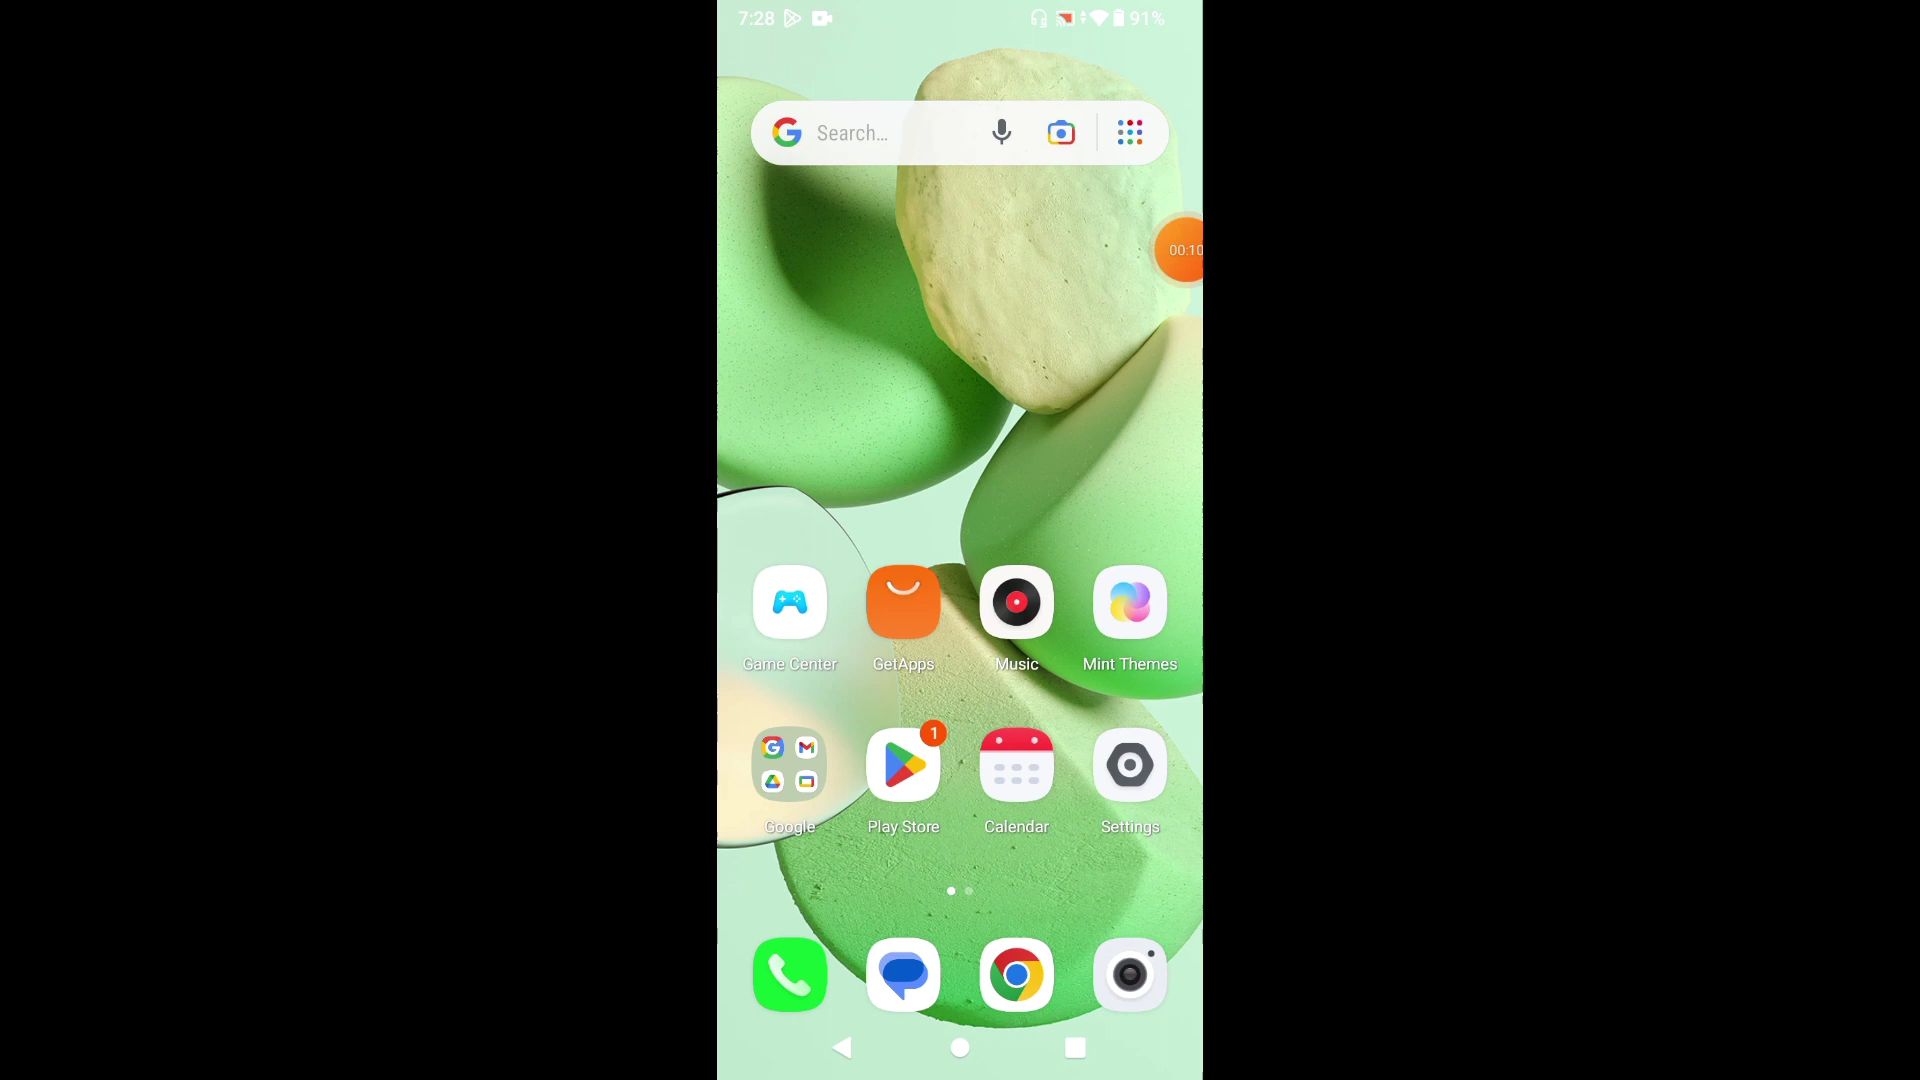 7:28
91%
Search...
00:10
Game Center
GetApps
Music
Mint Themes
1
Google
Play Store
Calendar
Settings